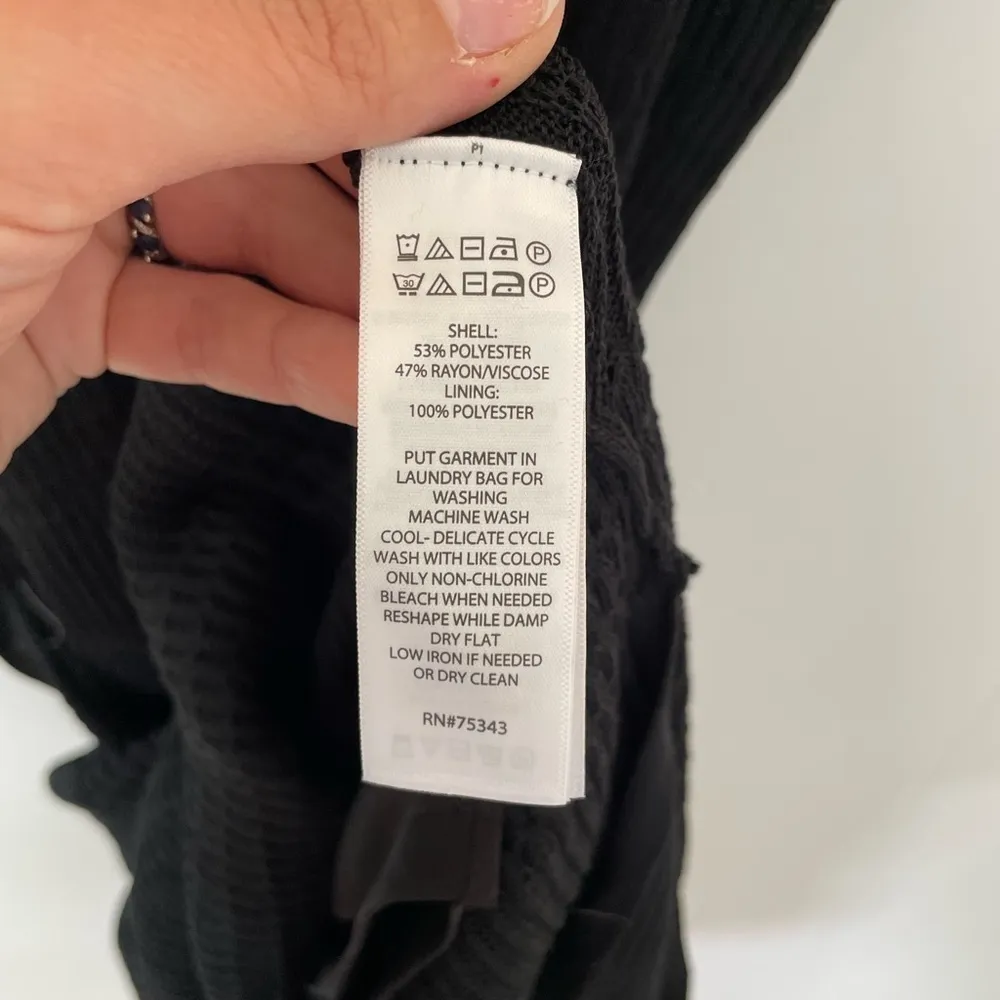 P1
P
30 P
SHELL:
53% POLYESTER
47% RAYON/VISCOSE
LINING:
100% POLYESTER
PUT GARMENT IN
LAUNDRY BAG FOR
WASHING
MACHINE WASH
COOL- DELICATE CYCLE
WASH WITH LIKE COLORS
ONLY NON-CHLORINE
BLEACH WHEN NEEDED
RESHAPE WHILE DAMP
DRY FLAT
LOW IRON IF NEEDED
OR DRY CLEAN
RN#75343